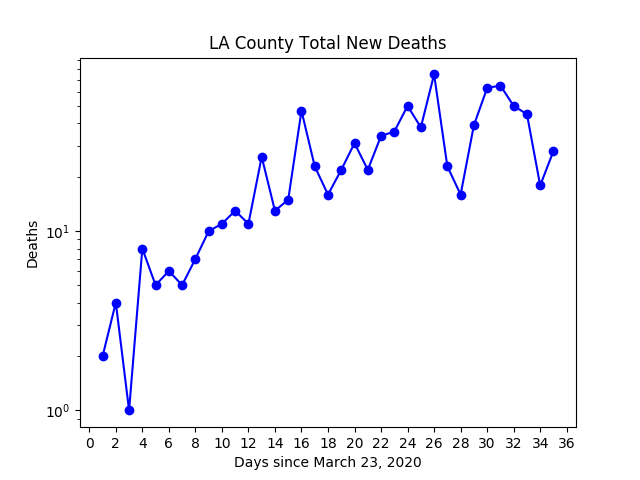 LA County Total New Deaths
Deaths
10¹
10⁰
0 2 4 6 8 10 12 14 16 18 20 22 24 26 28 30 32 34 36
Days since March 23, 2020